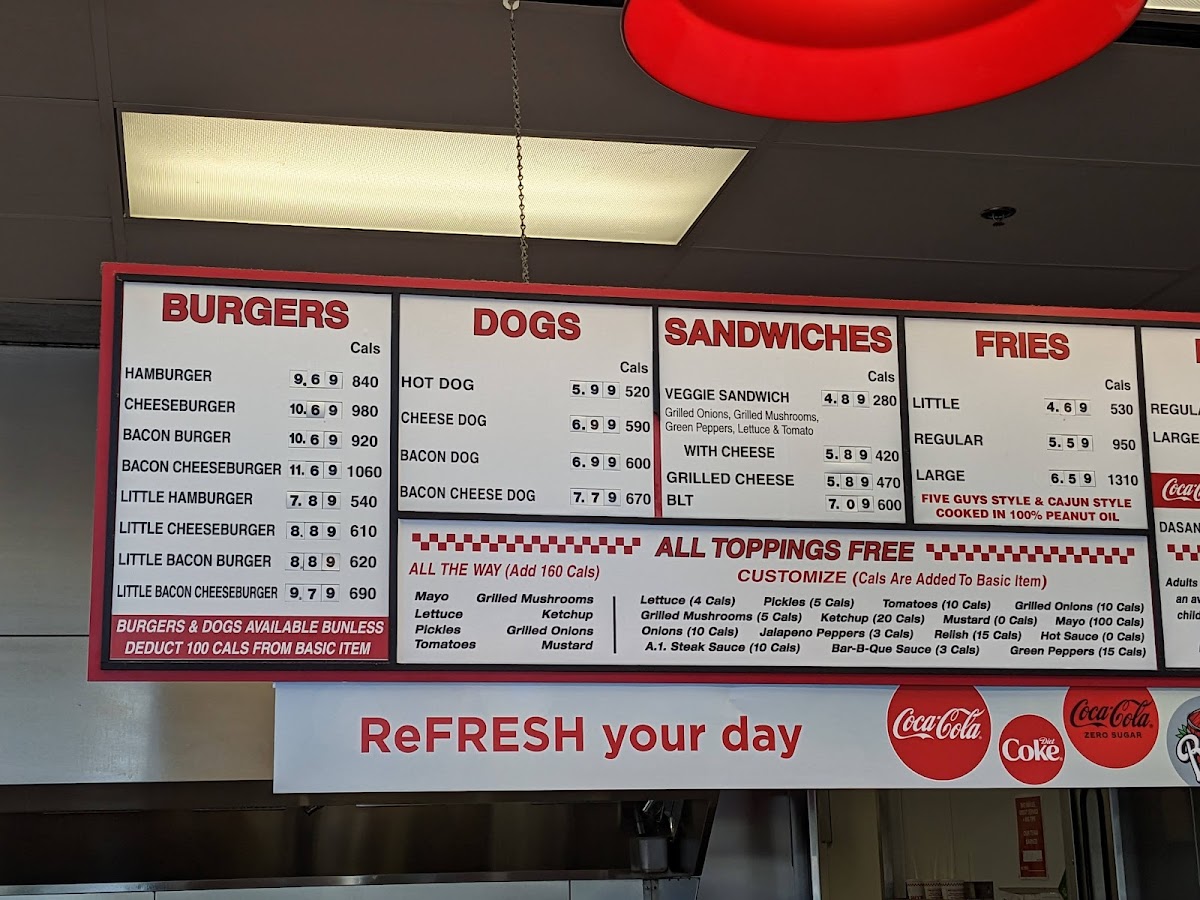 BURGERS
Cals
HAMBURGER 9.69 840
CHEESEBURGER 10.69 980
BACON BURGER 10.69 920
BACON CHEESEBURGER 11.69 1060
LITTLE HAMBURGER 7.89 540
LITTLE CHEESEBURGER 8.89 610
LITTLE BACON BURGER 8.89 620
LITTLE BACON CHEESEBURGER 9.79 690
BURGERS & DOGS AVAILABLE BUNLESS
DEDUCT 100 CALS FROM BASIC ITEM
DOGS
Cals
HOT DOG 5.99 520
CHEESE DOG 6.99 590
BACON DOG 6.99 600
BACON CHEESE DOG 7.79 670
SANDWICHES
Cals
VEGGIE SANDWICH 4.89 280
Grilled Onions, Grilled Mushrooms,
Green Peppers, Lettuce & Tomato
WITH CHEESE 5.89 420
GRILLED CHEESE 5.89 470
BLT 7.09 600
FRIES
Cals
LITTLE 4.69 530
REGULAR 5.59 950
LARGE 6.59 1310
FIVE GUYS STYLE & CAJUN STYLE
COOKED IN 100% PEANUT OIL
REGUL
LARGE
Coca-C
DASAN
Adults
an av
child
ALL TOPPINGS FREE
ALL THE WAY (Add 160 Cals)
Mayo Grilled Mushrooms
Lettuce Ketchup
Pickles Grilled Onions
Tomatoes Mustard
CUSTOMIZE (Cals Are Added To Basic Item)
Lettuce (4 Cals) Pickles (5 Cals) Tomatoes (10 Cals) Grilled Onions (10 Cals)
Grilled Mushrooms (5 Cals) Ketchup (20 Cals) Mustard (0 Cals) Mayo (100 Cals)
Onions (10 Cals) Jalapeno Peppers (3 Cals) Relish (15 Cals) Hot Sauce (0 Cals)
A.1. Steak Sauce (10 Cals) Bar-B-Que Sauce (3 Cals) Green Peppers (15 Cals)
ReFRESH your day
Coca-Cola
Diet
Coke
Coca-Cola
ZERO SUGAR